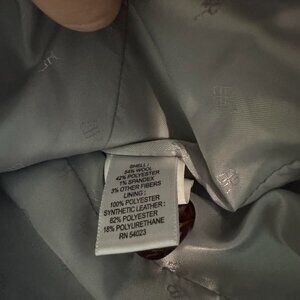 SHELL :
54% WOOL
42% POLYESTER
1% SPANDEX
3% OTHER FIBERS
LINING :
100% POLYESTER
SYNTHETIC LEATHER :
82% POLYESTER
18% POLYURETHANE
RN 54023